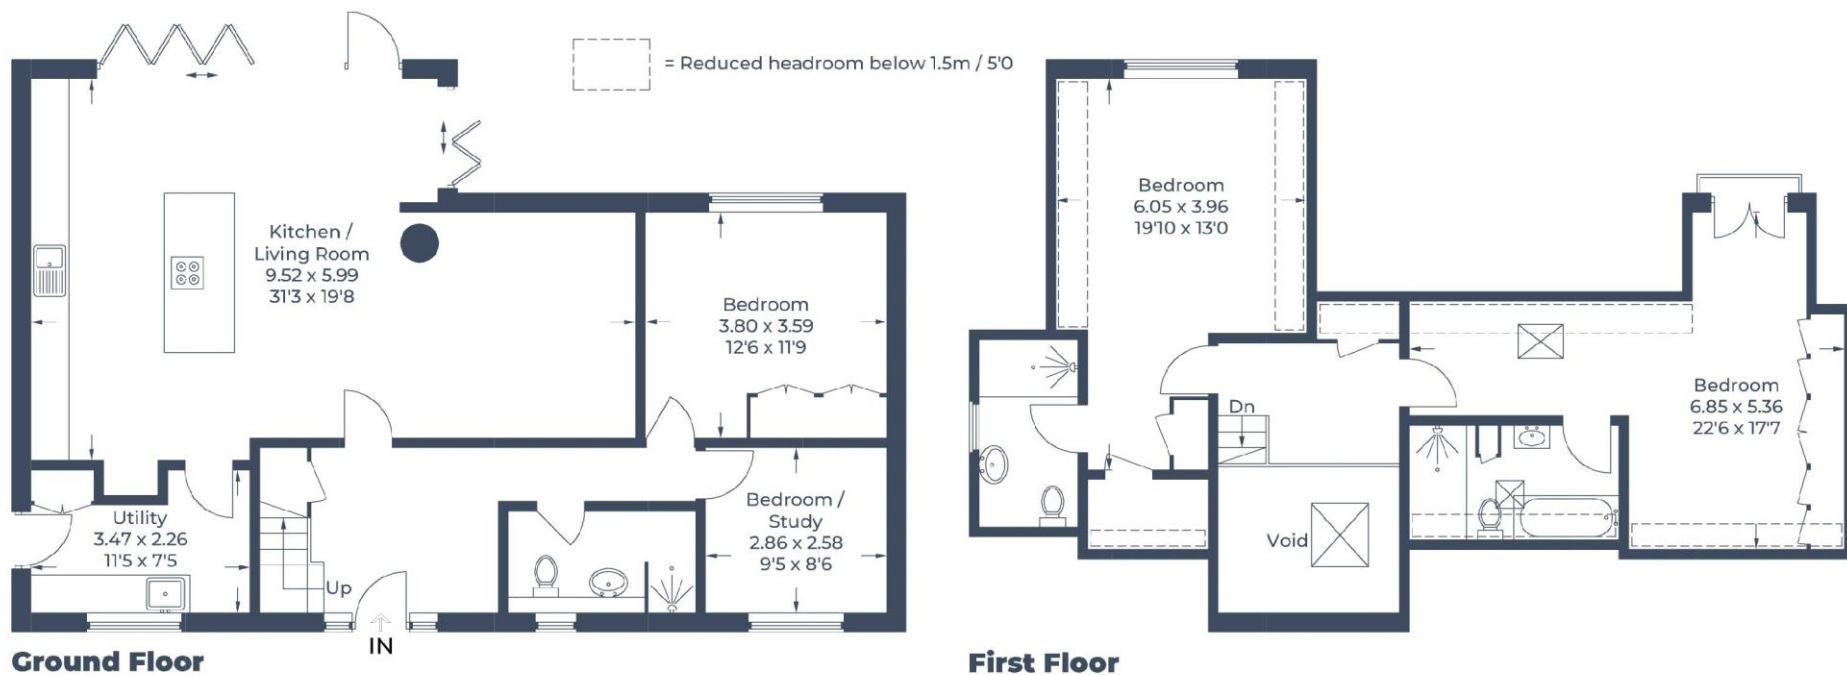 = Reduced headroom below 1.5m / 5'0
Kitchen /
Living Room
9.52 x 5.99
31'3 x 19'8
Bedroom
3.80 x 3.59
12'6 x 11'9
Utility
3.47 x 2.26
11'5 x 7'5
Up
IN
Bedroom /
Study
2.86 x 2.58
9'5 x 8'6
Ground Floor
Bedroom
6.05 x 3.96
19'10 x 13'0
Dn
Void
Bedroom
6.85 x 5.36
22'6 x 17'7
First Floor